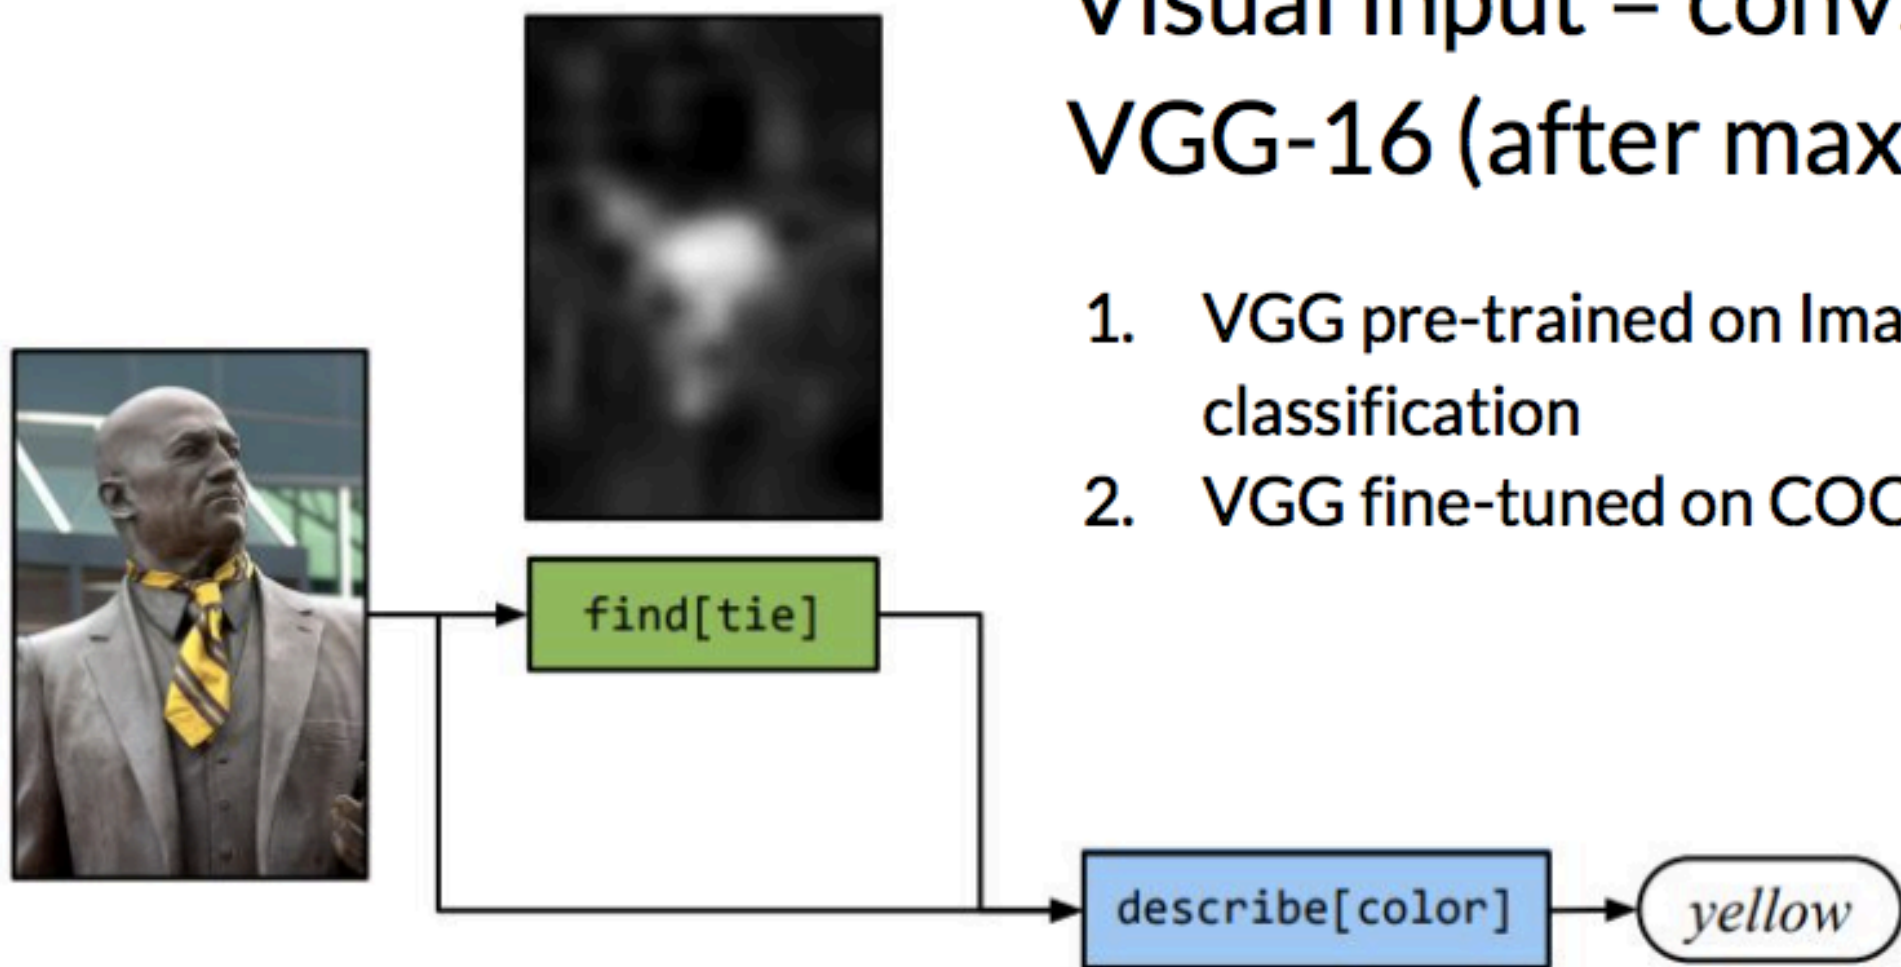 VGG-16 (after max
1. VGG pre-trained on Ima
classification
2. VGG fine-tuned on COC
find[tie]
describe[color]
yellow